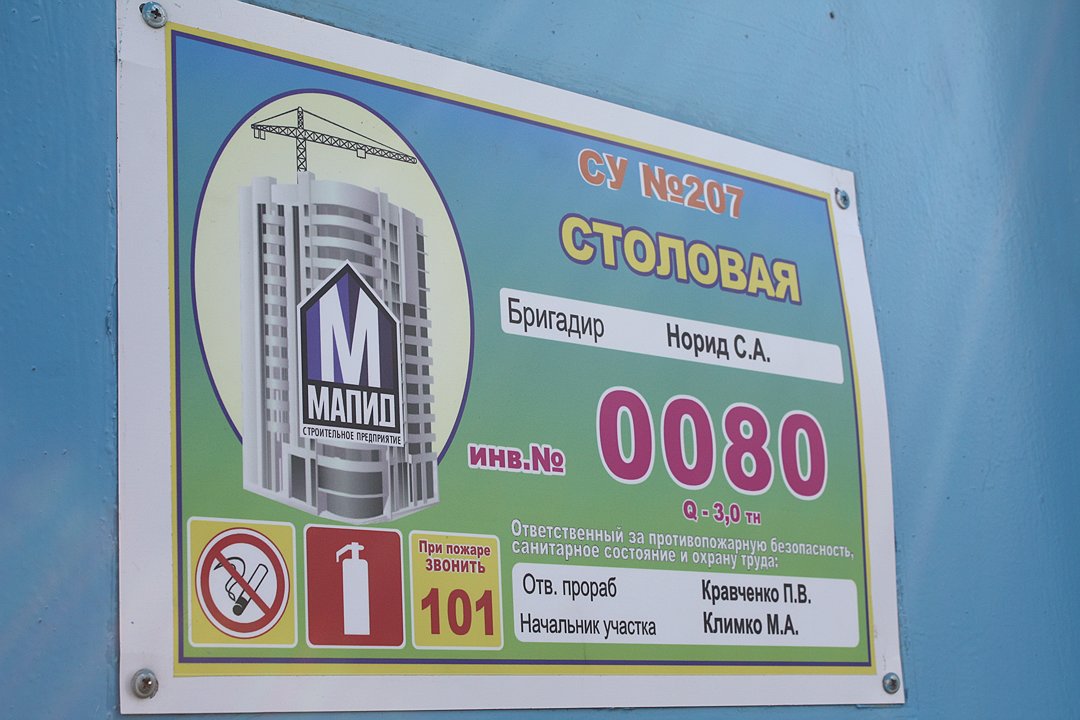 СУ №207
СТОЛОВАЯ
Бригадир Норид С.А.
М
МАПИД
СТРОИТЕЛЬНОЕ ПРЕДПРИЯТИЕ
инв.№ 0080
Q - 3,0 тн
При пожаре
ЗВОНИТЬ
101
Ответственный за противопожарную безопасность,
санитарное состояние и охрану труда:
Отв. прораб Кравченко П.В.
Начальник участка Климко М.А.